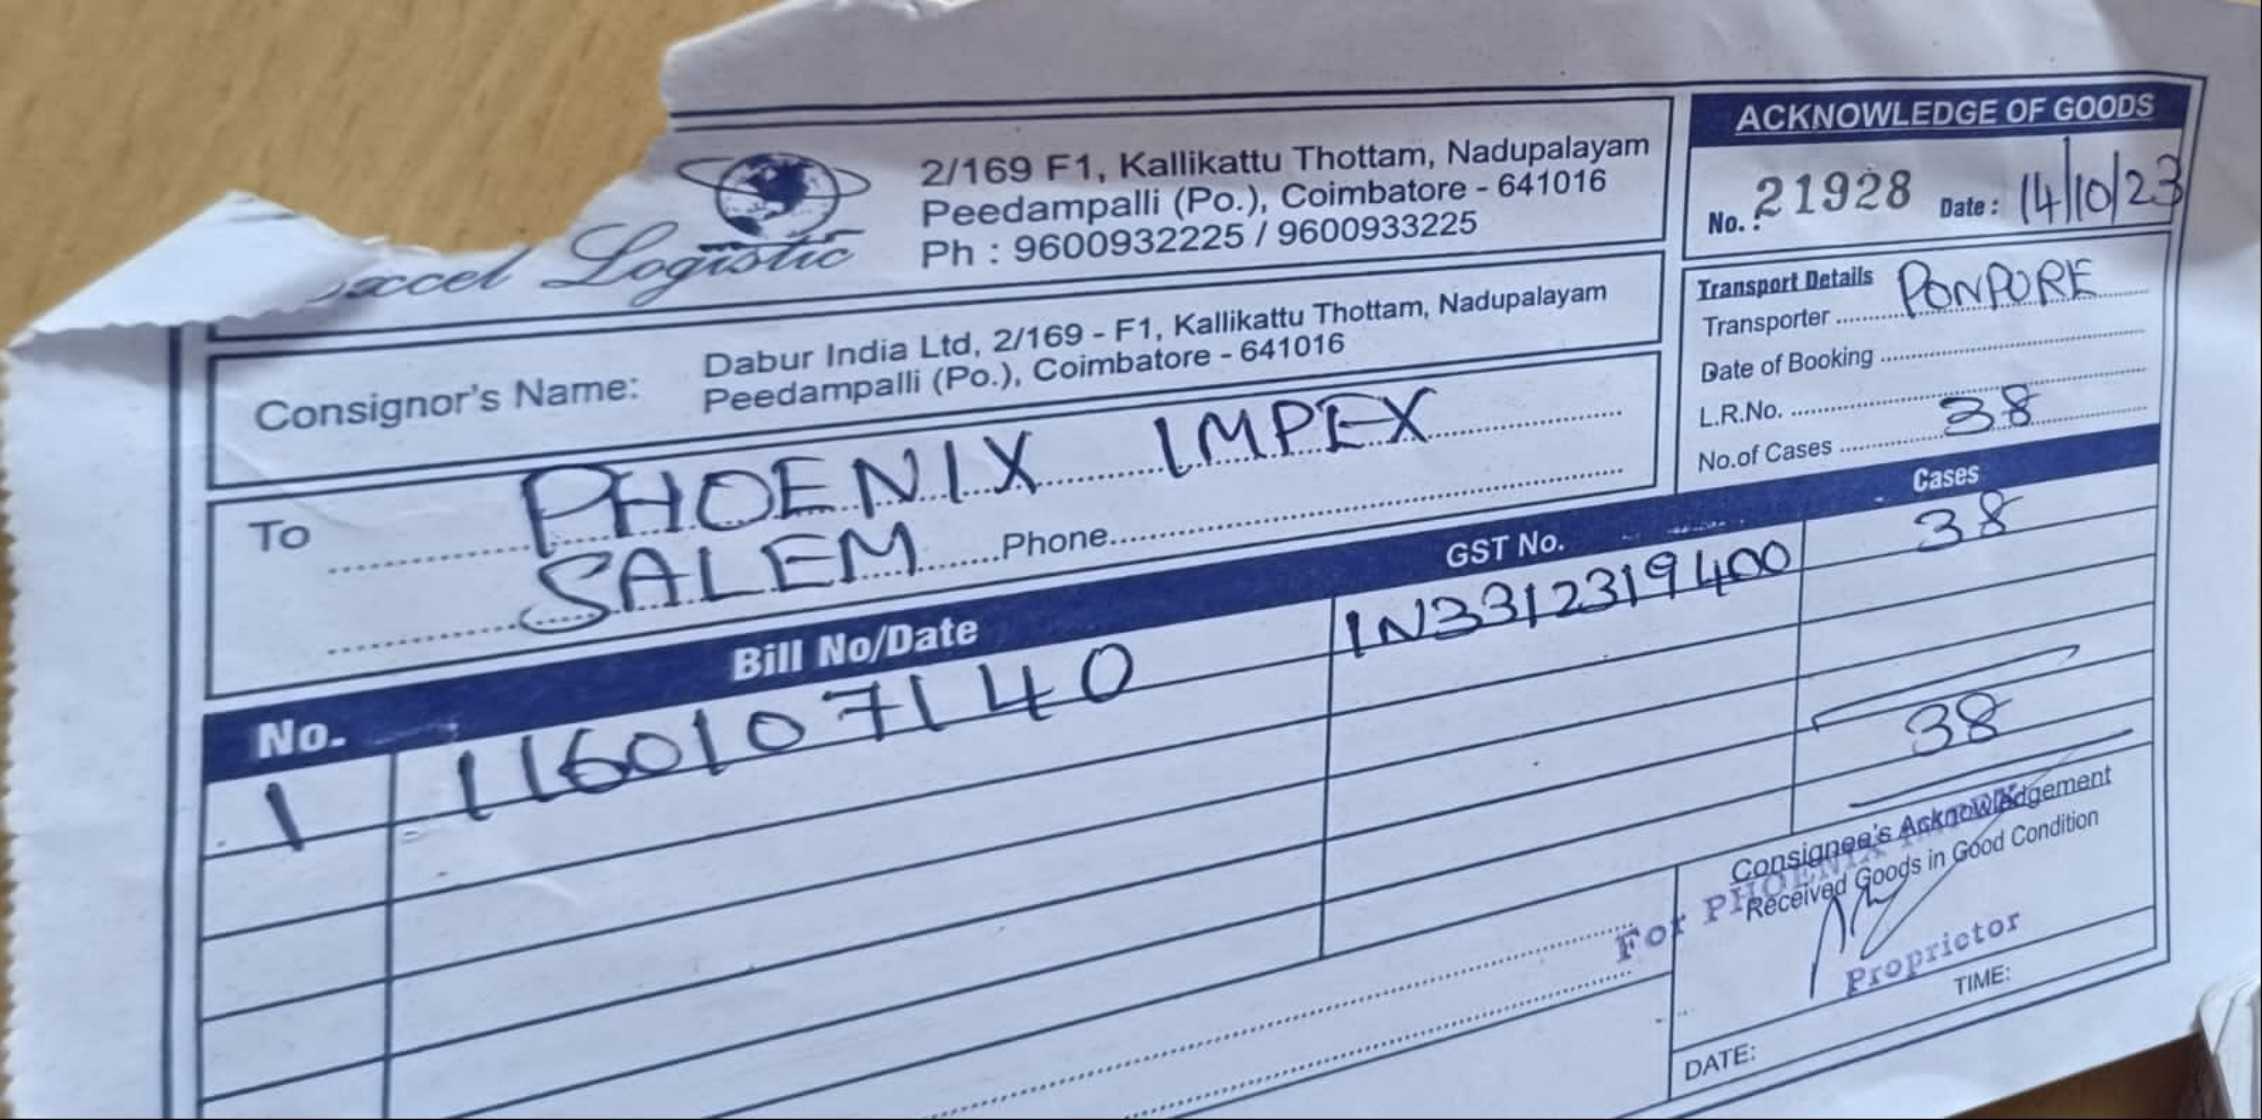 ACKNOWLEDGE OF GOODS
2/169 F1, Kallikattu Thottam, Nadupalayam
Peedampalli (Po.), Coimbatore - 641016
Ph : 9600932225 / 9600933225
Logistic
No. : 21928 Date : 14/10/23
Consignor's Name:
Dabur India Ltd, 2/169 - F1, Kallikattu Thottam, Nadupalayam
Peedampalli (Po.), Coimbatore - 641016
Transport Details
Transporter PONPURE
Date of Booking
L.R.No.
No.of Cases 38
To PHOENIX IMPEX
SALEM Phone
No. Bill No/Date GST No. Cases
1 1160107140 IN3312319400 38
38
Consignee's Acknowledgement
Received Goods in Good Condition
For PHOENIX
Proprietor
DATE: TIME: